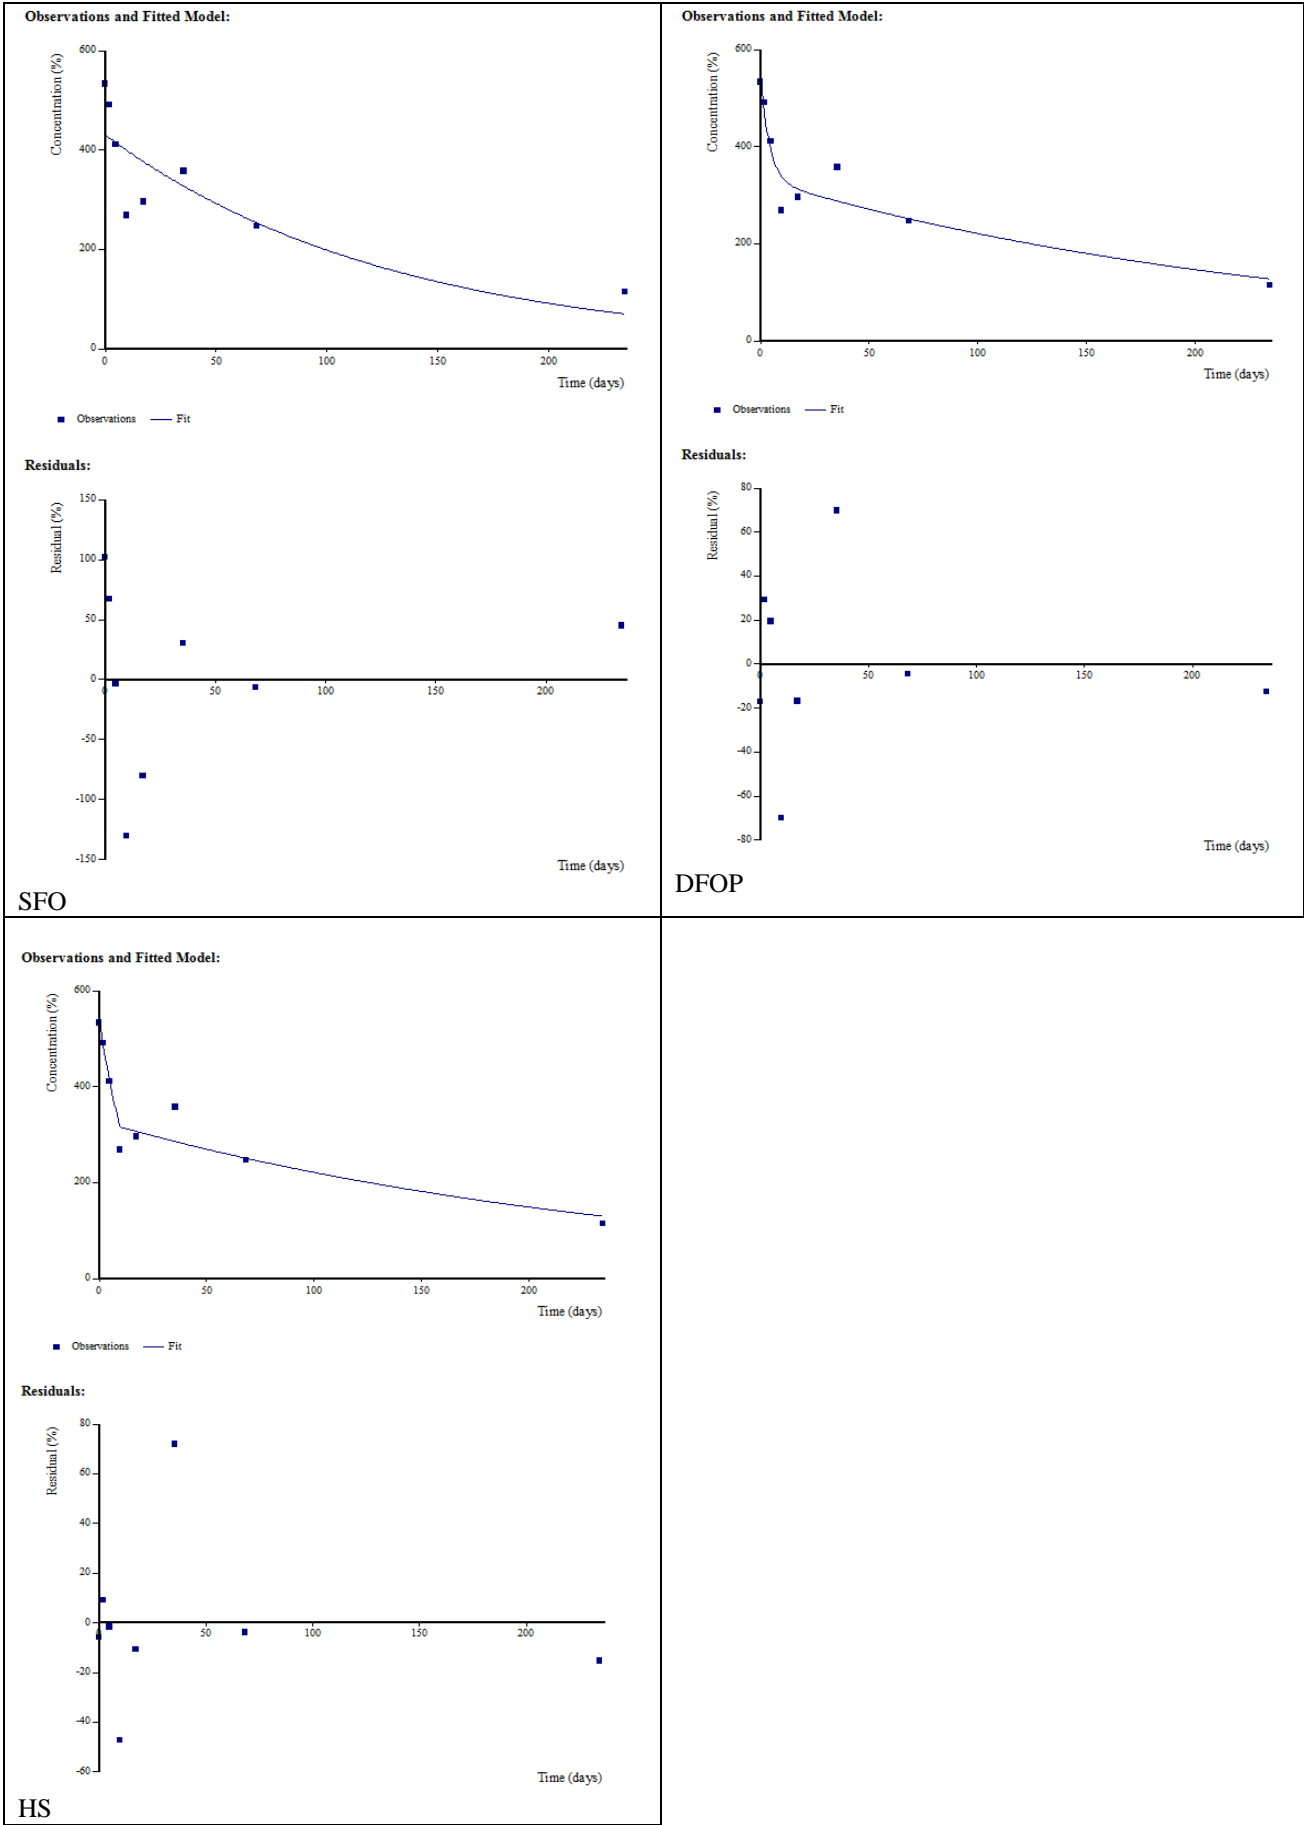 Observations and Fitted Model:
Concentration (%)
600
400
200
0
0 50 100 150 200
Time (days)
Observations Fit
Residuals:
Residual (%)
150
100
50
0
-50
-100
-150
0 50 100 150 200
Time (days)
SFO
Observations and Fitted Model:
Concentration (%)
600
400
200
0
0 50 100 150 200
Time (days)
Observations Fit
Residuals:
Residual (%)
80
60
40
20
0
-20
-40
-60
-80
0 50 100 150 200
Time (days)
DFOP
Observations and Fitted Model:
Concentration (%)
600
400
200
0
0 50 100 150 200
Time (days)
Observations Fit
Residuals:
Residual (%)
80
60
40
20
0
-20
-40
-60
0 50 100 150 200
Time (days)
HS